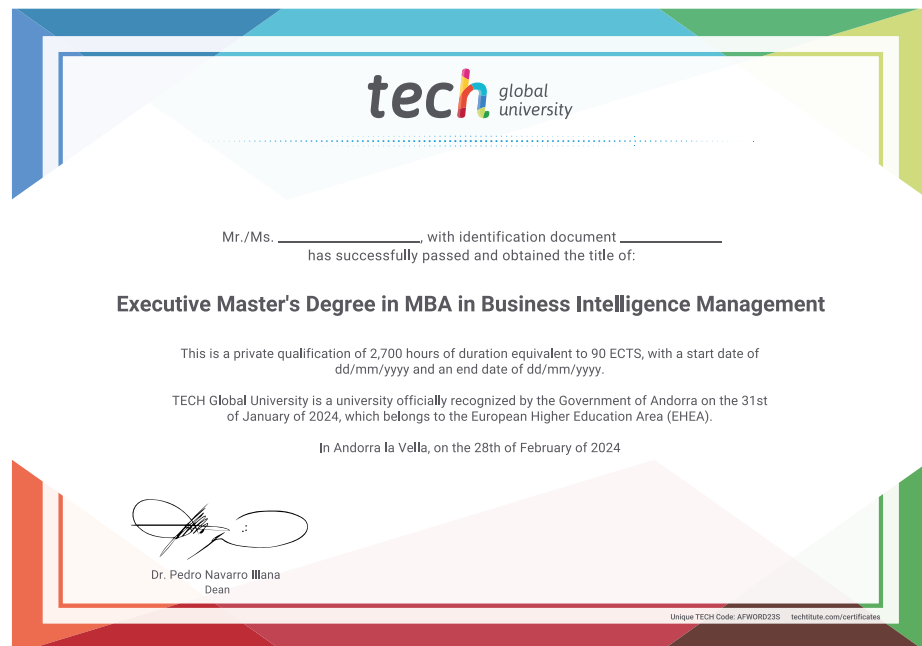 tech global university
Mr./Ms. ____________________, with identification document __________________
has successfully passed and obtained the title of:
Executive Master's Degree in MBA in Business Intelligence Management
This is a private qualification of 2,700 hours of duration equivalent to 90 ECTS, with a start date of
dd/mm/yyyy and an end date of dd/mm/yyyy.
TECH Global University is a university officially recognized by the Government of Andorra on the 31st
of January of 2024, which belongs to the European Higher Education Area (EHEA).
In Andorra la Vella, on the 28th of February of 2024
Dr. Pedro Navarro Illana
Dean
Unique TECH Code: AFWORD23S techtitute.com/certificates